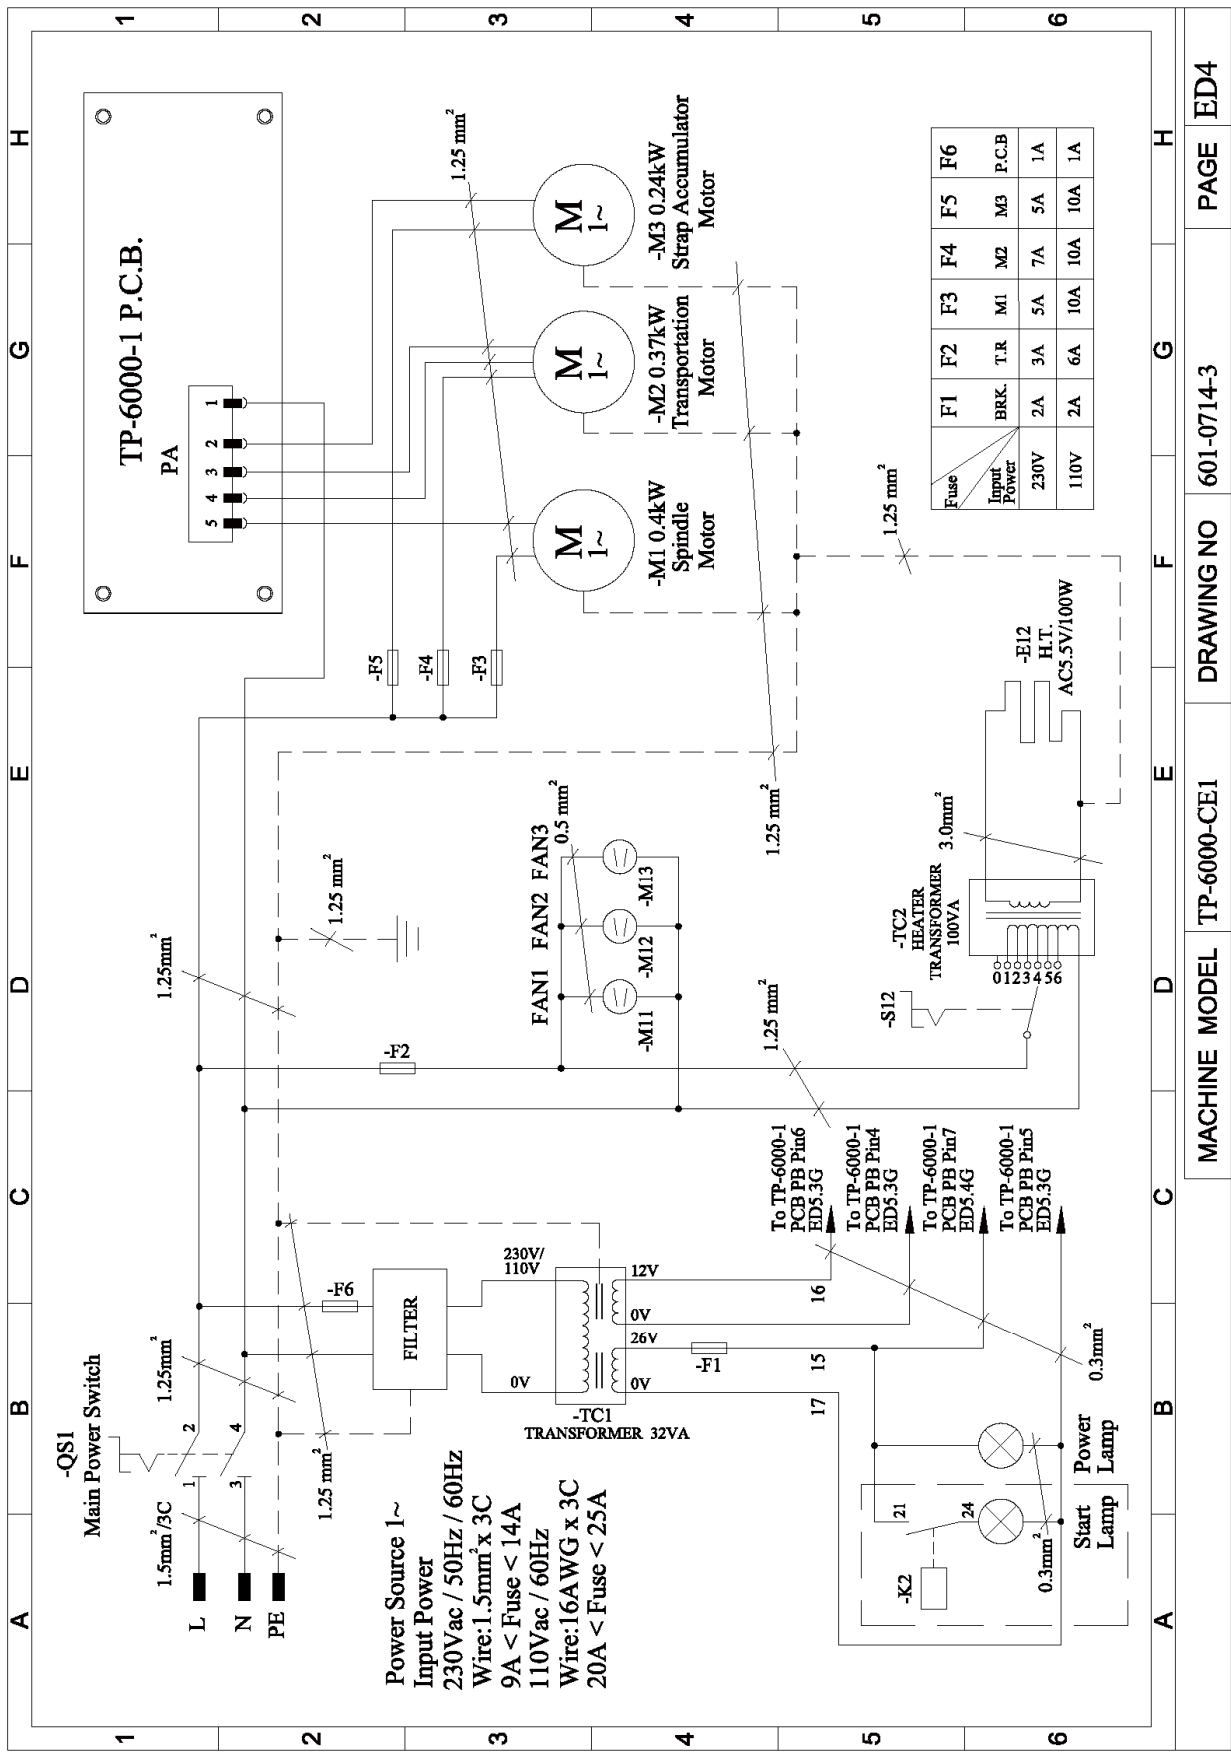 A
B
C
D
E
F
G
H
1
2
3
4
5
6
-QS1
Main Power Switch
1.5mm²/3C
L
N
PE
1
2
3
4
1.25mm²
1.25mm²
1.25 mm²
1.25 mm²
-F6
FILTER
-F2
TP-6000-1 P.C.B.
PA
5
4
3
2
1
-F5
-F4
-F3
1.25 mm²
M
1~
M
1~
M
1~
-M1 0.4kW
Spindle
Motor
-M2 0.37kW
Transportation
Motor
-M3 0.24kW
Strap Accumulator
Motor
1.25 mm²
Power Source 1~
Input Power
230Vac / 50Hz / 60Hz
Wire:1.5mm² x 3C
9A < Fuse < 14A
110Vac / 60Hz
Wire:16AWG x 3C
20A < Fuse < 25A
0V
230V/
110V
-TC1
TRANSFORMER 32VA
0V
26V
0V
12V
-F1
17
15
16
FAN1
FAN2
FAN3
0.5 mm²
-M11
-M12
-M13
1.25 mm²
To TP-6000-1
PCB PB Pin6
ED5.3G
To TP-6000-1
PCB PB Pin4
ED5.3G
To TP-6000-1
PCB PB Pin7
ED5.4G
To TP-6000-1
PCB PB Pin5
ED5.3G
0.3mm²
-K2
21
24
0.3mm²
Start
Lamp
Power
Lamp
-S12
-TC2
HEATER
TRANSFORMER
100VA
0123456
3.0mm²
-E12
H.T.
AC5.5V/100W
1.25 mm²
Fuse F1 F2 F3 F4 F5 F6
Input
Power BRK. T.R M1 M2 M3 P.C.B
230V 2A 3A 5A 7A 5A 1A
110V 2A 6A 10A 10A 10A 1A
A
B
C
D
E
F
G
H
1
2
3
4
5
6
MACHINE MODEL TP-6000-CE1 DRAWING NO 601-0714-3 PAGE ED4